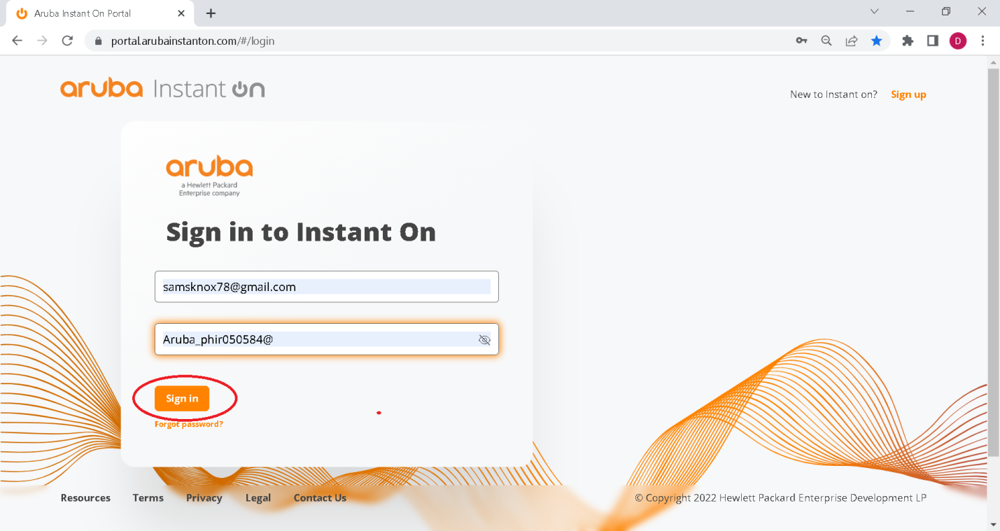 Aruba Instant On Portal
portal.arubainstanton.com/#/login
D
aruba Instant On
New to Instant on? Sign up
aruba
a Hewlett Packard
Enterprise company
Sign in to Instant On
samsknox78@gmail.com
Aruba_phir050584@
Sign in
Forgot password?
Resources Terms Privacy Legal Contact Us
© Copyright 2022 Hewlett Packard Enterprise Development LP